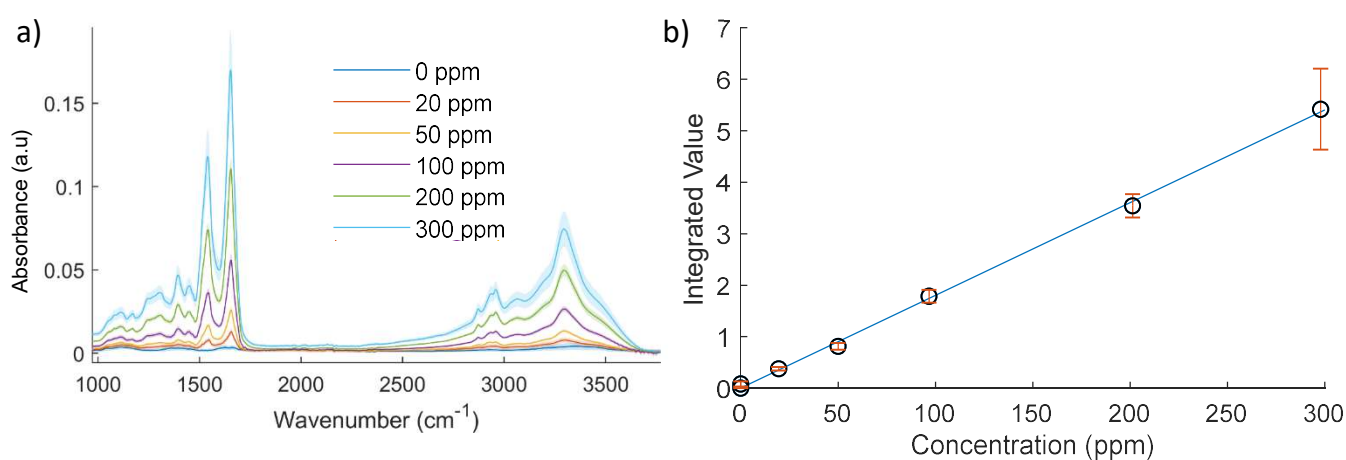 a)
0 ppm
20 ppm
50 ppm
100 ppm
200 ppm
300 ppm
Absorbance (a.u)
0.15
0.1
0.05
0
1000 1500 2000 2500 3000 3500
Wavenumber (cm⁻¹)
b)
Integrated Value
7
6
5
4
3
2
1
0
0 50 100 150 200 250 300
Concentration (ppm)